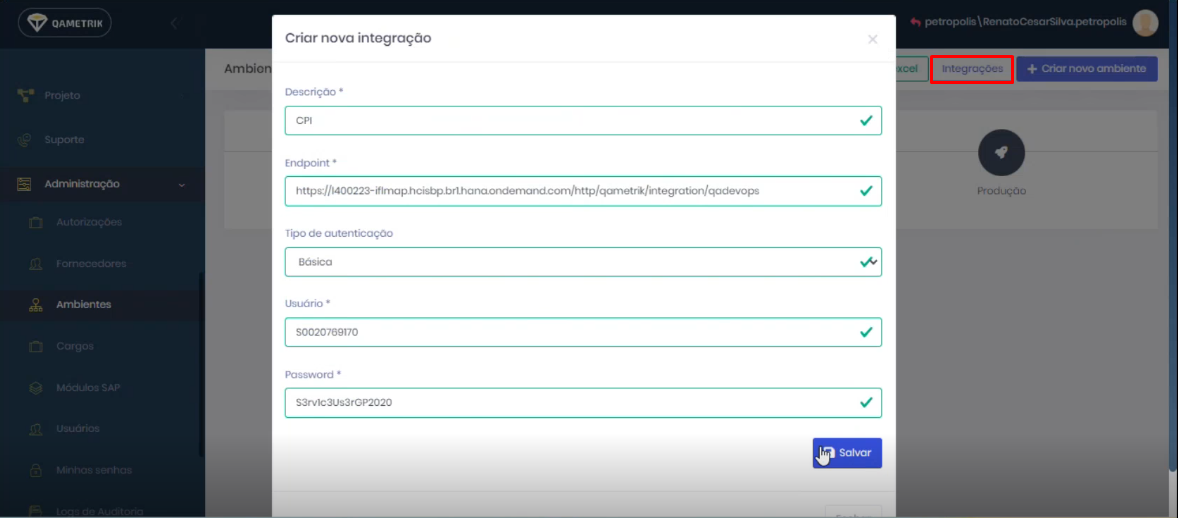 QAMETRIK
petropolis\RenatoCesarSilva.petropolis
Criar nova integração
×
Ambien
xcel
Integrações
+ Criar novo ambiente
Projeto
Suporte
Administração
Autorizações
Fornecedores
Ambientes
Cargos
Módulos SAP
Usuários
Minhas senhas
Logs de Auditoria
Descrição *
CPI
Endpoint *
https://l400223-iflmap.hcisbp.br1.hana.ondemand.com/http/qametrik/integration/qadevops
Tipo de autenticação
Básica
Usuário *
S0020769170
Password *
S3rv1c3Us3rGP2020
Salvar
Produção